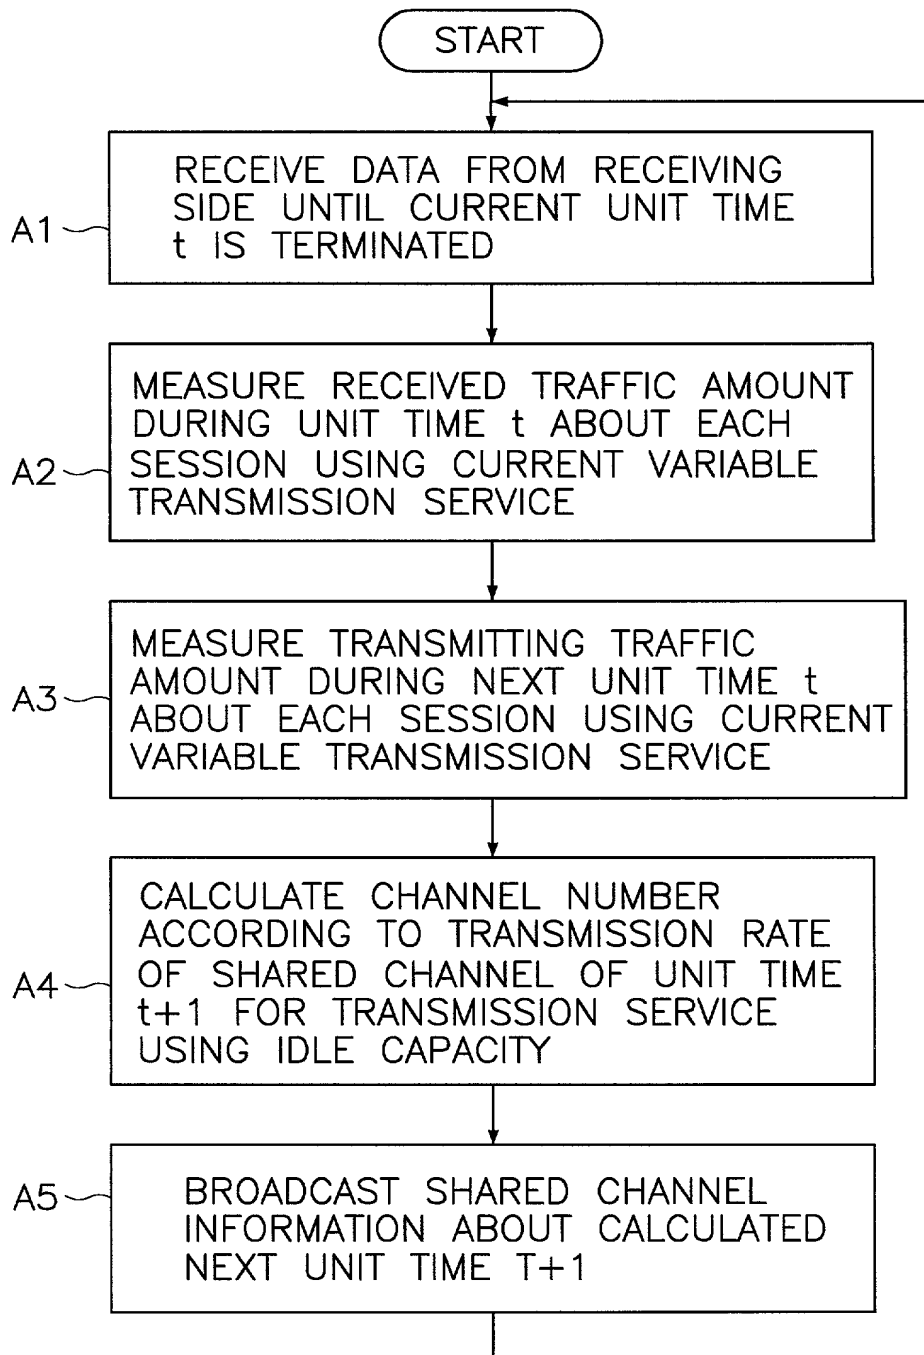 START
RECEIVE DATA FROM RECEIVING
SIDE UNTIL CURRENT UNIT TIME
t IS TERMINATED
A1
MEASURE RECEIVED TRAFFIC AMOUNT
DURING UNIT TIME t ABOUT EACH
SESSION USING CURRENT VARIABLE
TRANSMISSION SERVICE
A2
MEASURE TRANSMITTING TRAFFIC
AMOUNT DURING NEXT UNIT TIME t
ABOUT EACH SESSION USING CURRENT
VARIABLE TRANSMISSION SERVICE
A3
CALCULATE CHANNEL NUMBER
ACCORDING TO TRANSMISSION RATE
OF SHARED CHANNEL OF UNIT TIME
t+1 FOR TRANSMISSION SERVICE
USING IDLE CAPACITY
A4
BROADCAST SHARED CHANNEL
INFORMATION ABOUT CALCULATED
NEXT UNIT TIME T+1
A5